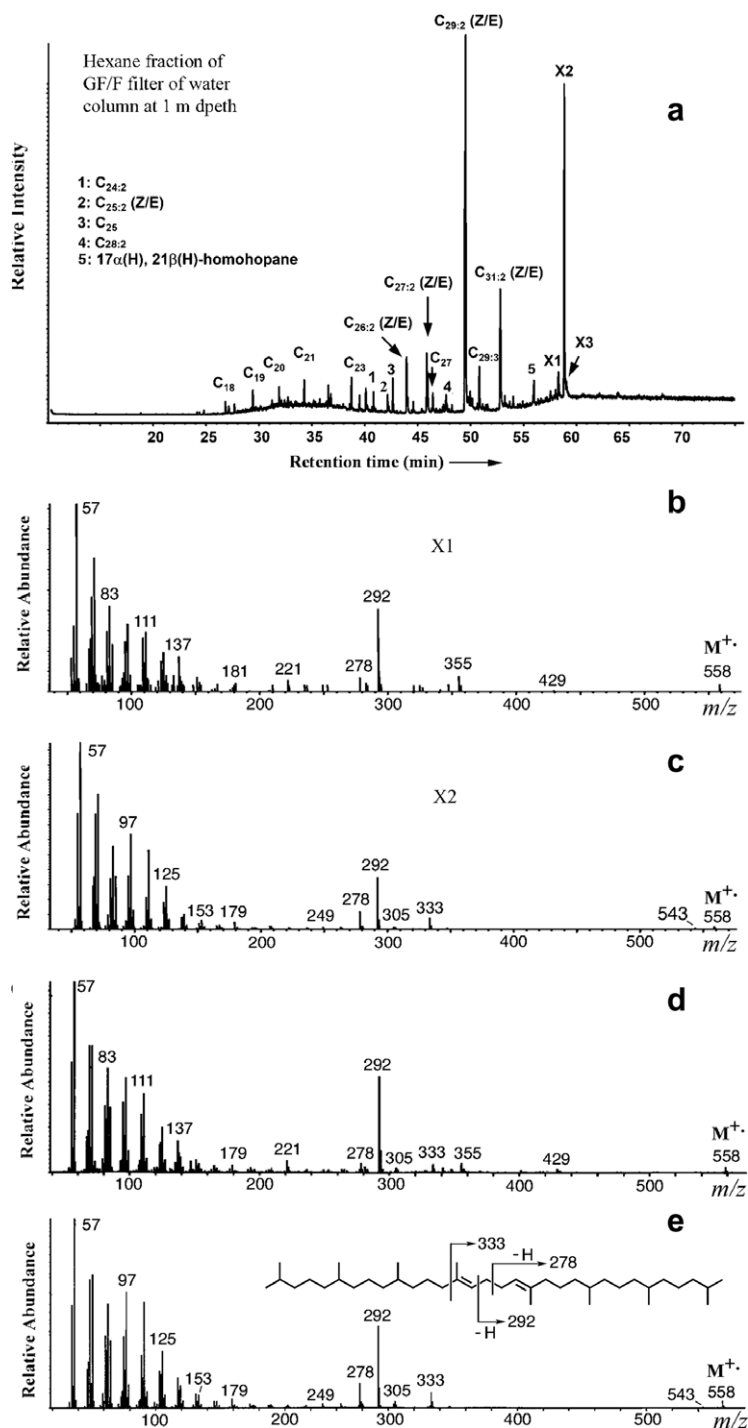 a
Hexane fraction of
GF/F filter of water
column at 1 m dpeth
1: C24:2
2: C25:2 (Z/E)
3: C25
4: C28:2
5: 17α(H), 21β(H)-homohopane
C29:2 (Z/E)
X2
C31:2 (Z/E)
C27:2 (Z/E)
C26:2 (Z/E)
C18
C19
C20
C21
C23
1
2
3
C27
4
C29:3
5
X1
X3
Relative Intensity
20 25 30 35 40 45 50 55 59 65 70
Retention time (min)
b
X1
Relative Abundance
57
83
111
137
181
221
278
292
355
429
M+·
558
100 200 300 400 500
m/z
c
X2
Relative Abundance
57
97
125
153
179
249
278
292
305
333
543
M+·
558
100 200 300 400 500
m/z
d
Relative Abundance
57
83
111
137
179
221
278
292
305
333
355
429
M+·
558
100 200 300 400 500
m/z
e
333
- H
278
- H
292
Relative Abundance
57
97
125
153
179
249
278
292
305
333
543
M+·
558
100 200 300 400 500
m/z